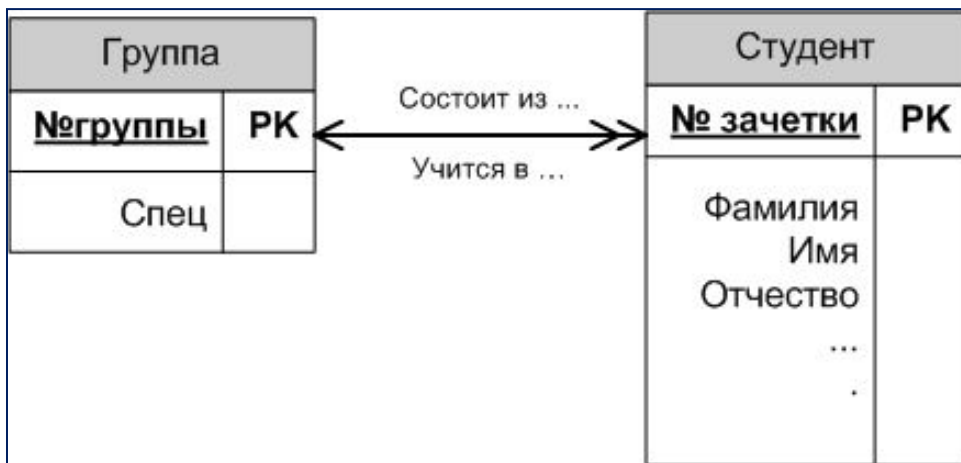 Группа
№группы PK
Спец
Состоит из ...
Учится в ...
Студент
№ зачетки PK
Фамилия
Имя
Отчество
...
.